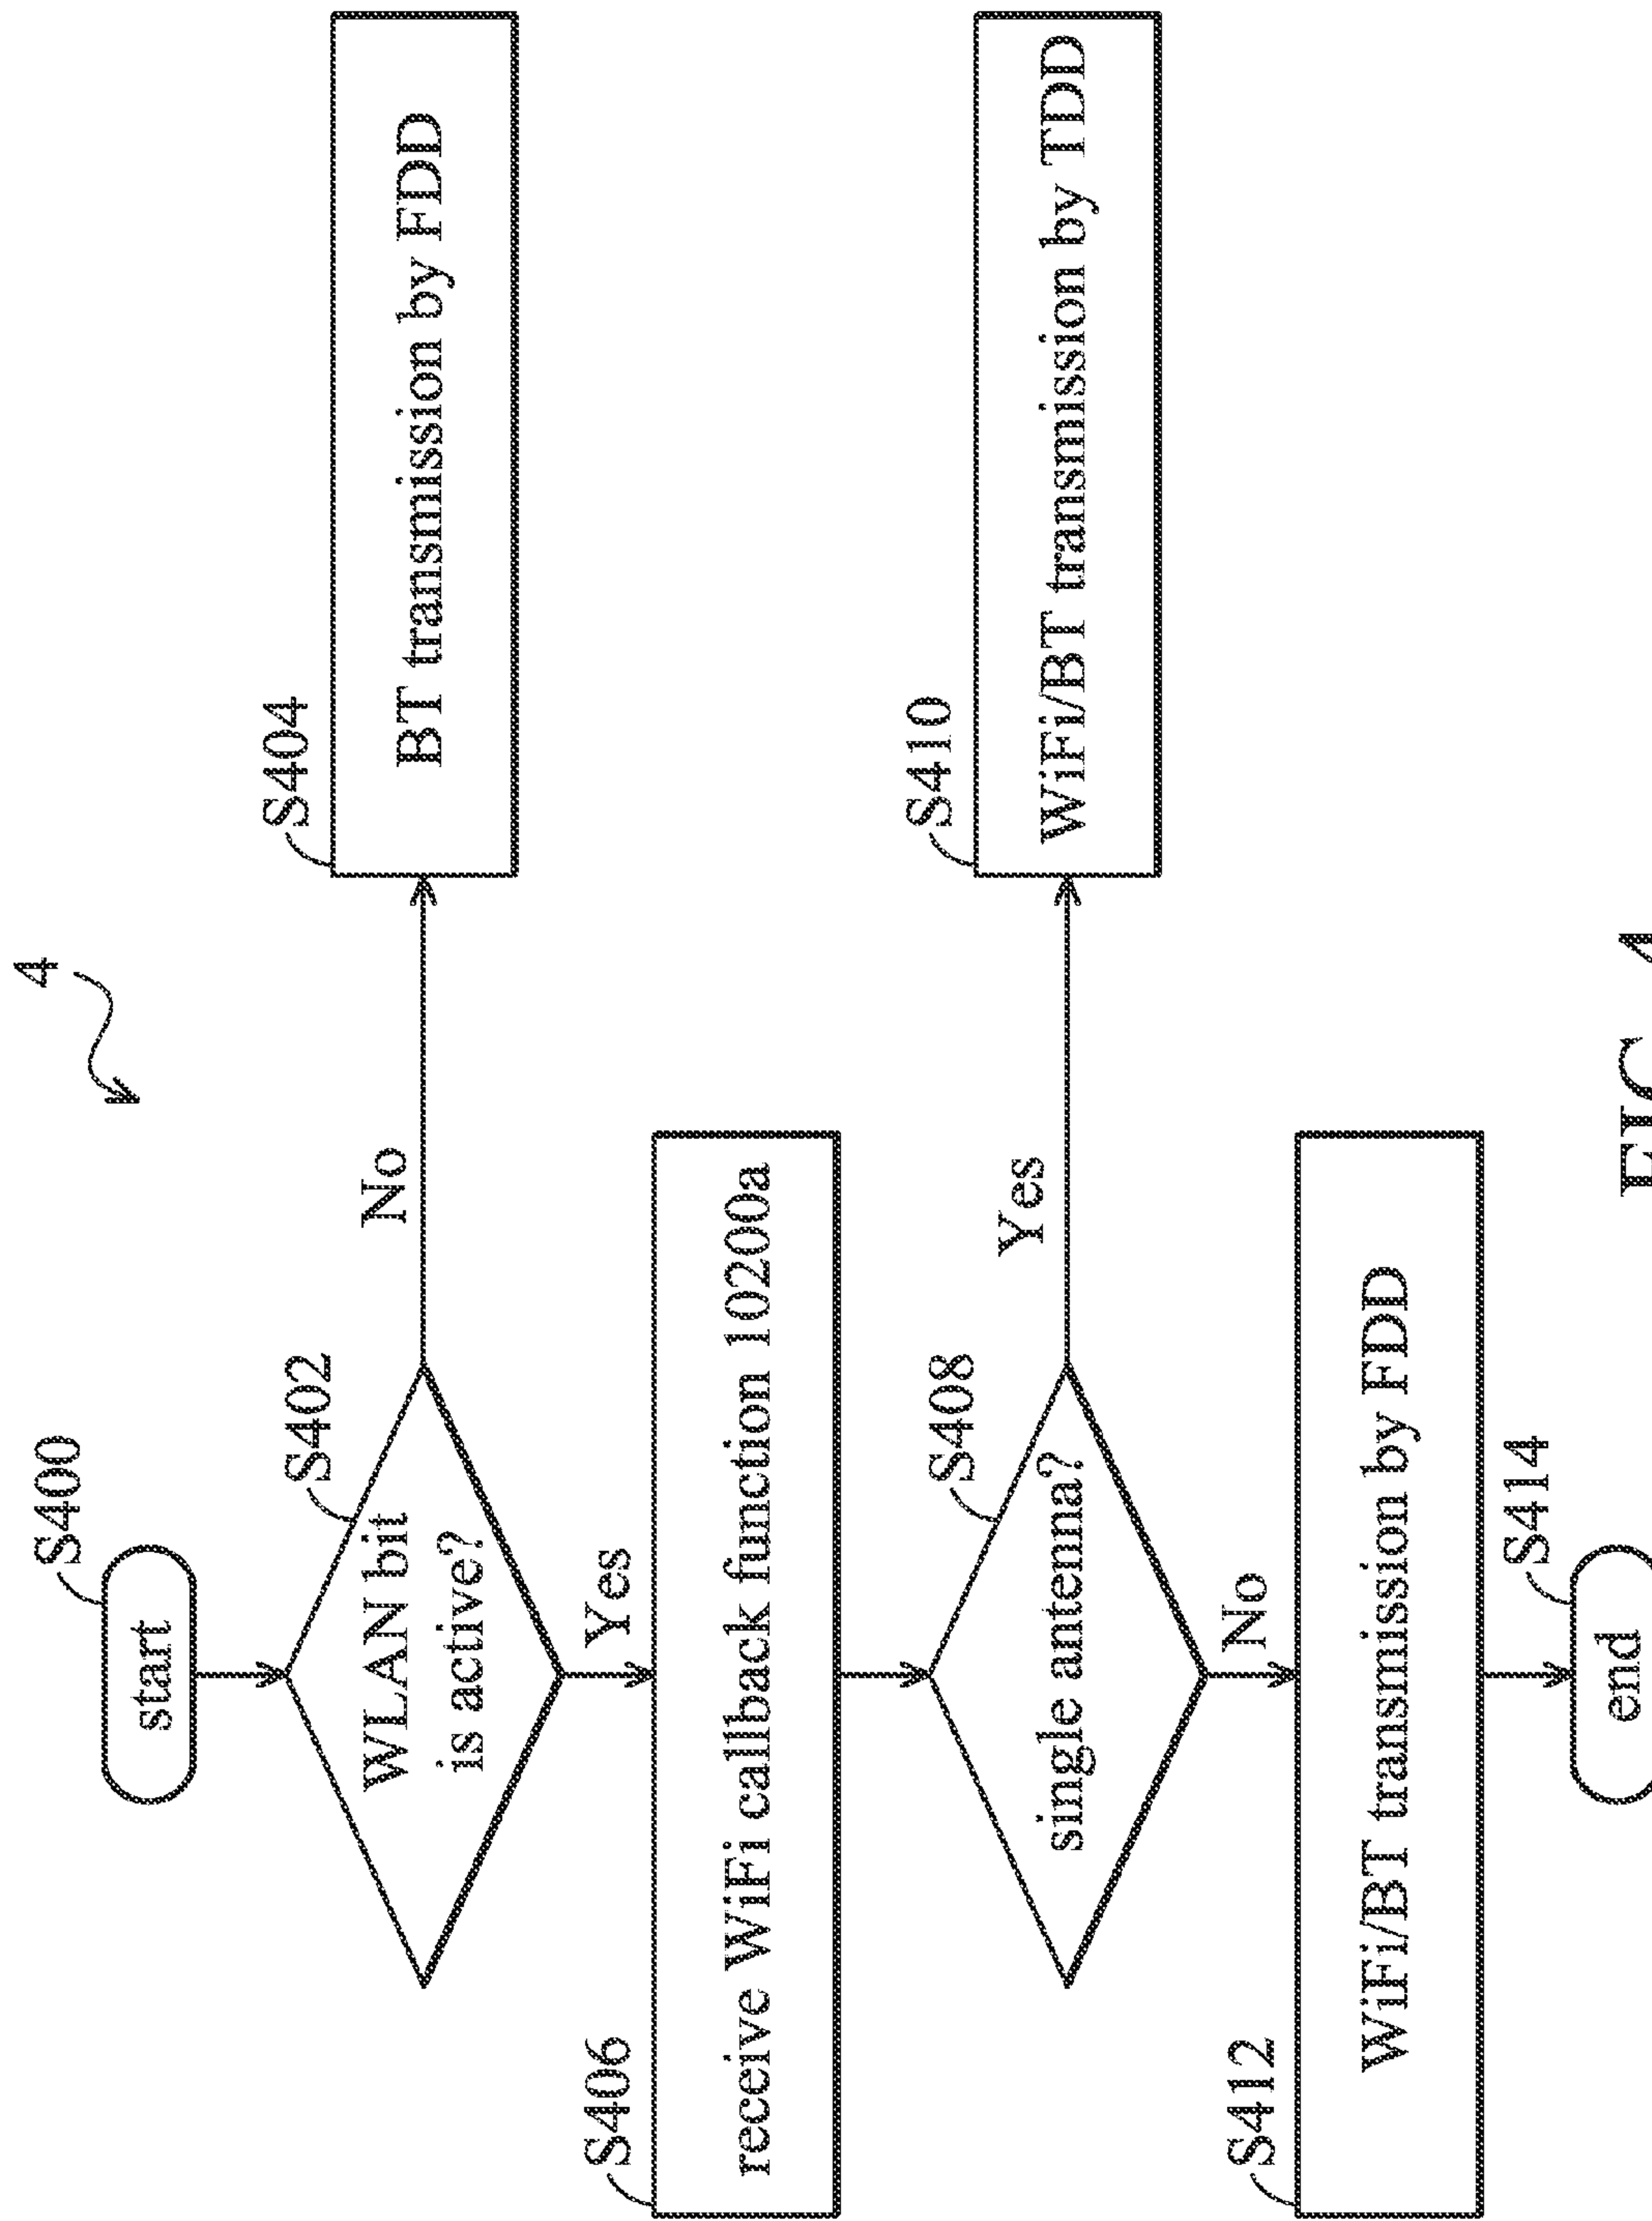 4
S400
start
S402
WLAN bit
is active?
No
S404
BT transmission by FDD
Yes
S406
receive WiFi callback function 10200a
S408
single antenna?
Yes
S410
WiFi/BT transmission by TDD
No
S412
WiFi/BT transmission by FDD
S414
end
FIG. 4